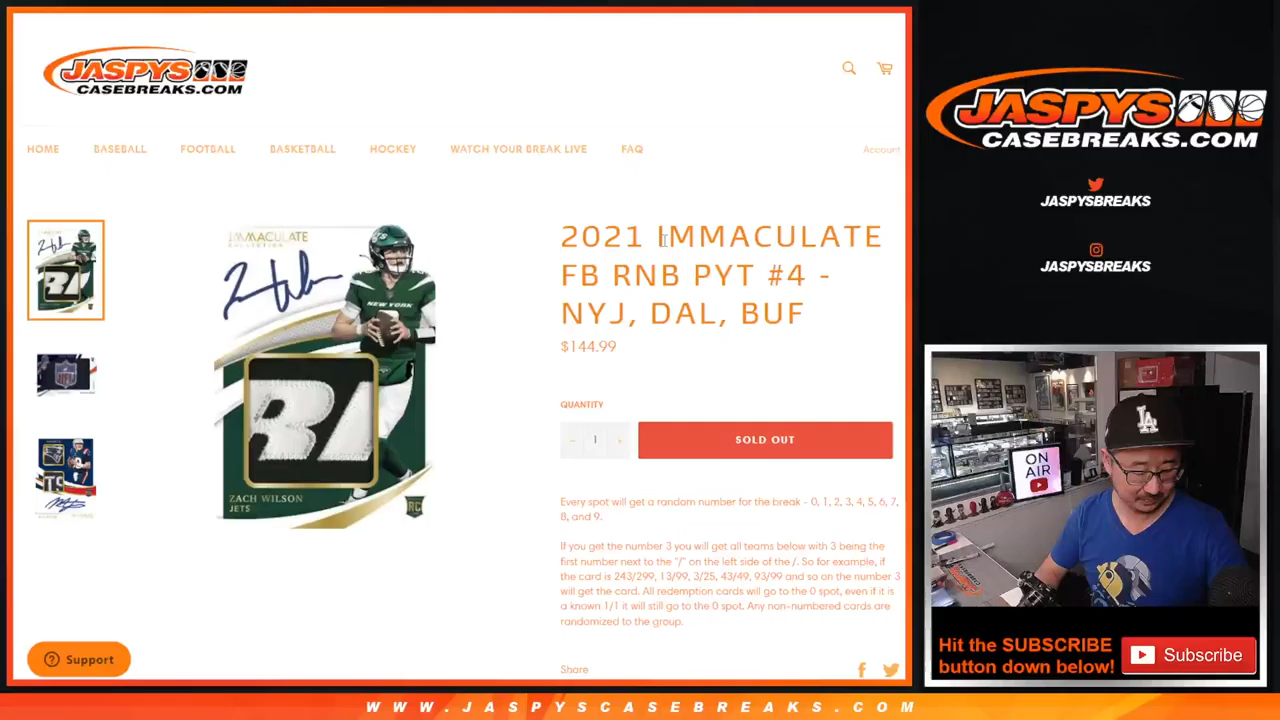 JASPYS
CASEBREAKS.COM
HOME BASEBALL FOOTBALL BASKETBALL HOCKEY WATCH YOUR BREAK LIVE FAQ Account
2021 IMMACULATE
FB RNB PYT #4 -
NYJ, DAL, BUF
$144.99
QUANTITY
− 1 +
SOLD OUT
Every spot will get a random number for the break - 0, 1, 2, 3, 4, 5, 6, 7,
8, and 9.
If you get the number 3 you will get all teams below with 3 being the
first number next to the "/" on the left side of the /. So for example, if
the card is 243/299, 13/99, 3/25, 43/49, 93/99 and so on the number 3
will get the card. All redemption cards will go to the 0 spot, even if it is
a known 1/1 it will still go to the 0 spot. Any non-numbered cards are
randomized to the group.
Share
IMMACULATE
COLLECTION
NEW YORK
ZACH WILSON
JETS
RC
Support
JASPYS
CASEBREAKS.COM
JASPYSBREAKS
JASPYSBREAKS
ON
AIR
LA
Hit the SUBSCRIBE
button down below!
Subscribe
WWW.JASPYSCASEBREAKS.COM